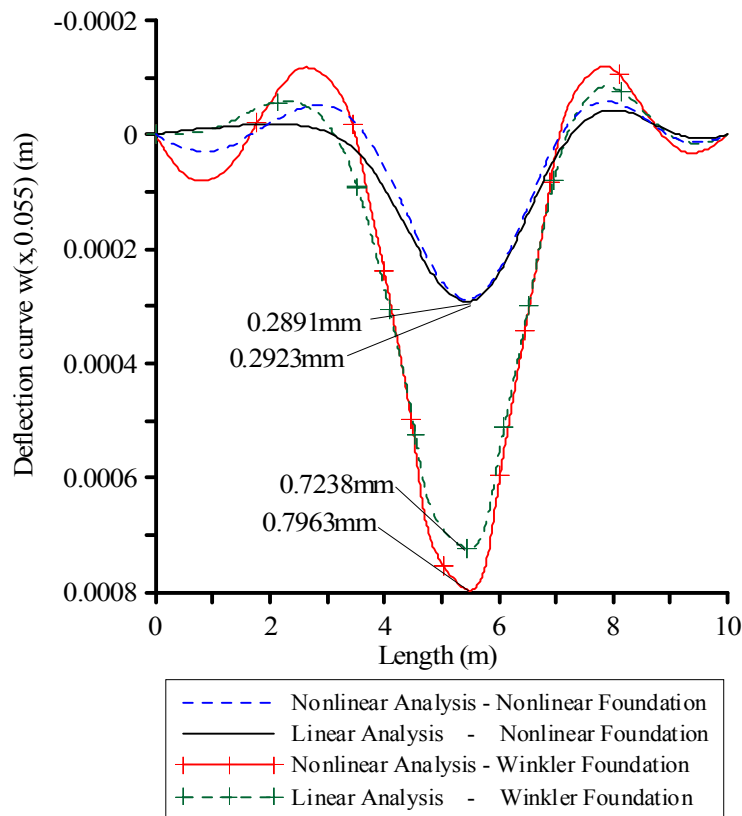 -0.0002
0
0.0002
0.0004
0.0006
0.0008
Deflection curve w(x,0.055) (m)
0.2891mm
0.2923mm
0.7238mm
0.7963mm
0 2 4 6 8 10
Length (m)
Nonlinear Analysis - Nonlinear Foundation
Linear Analysis - Nonlinear Foundation
Nonlinear Analysis - Winkler Foundation
Linear Analysis - Winkler Foundation